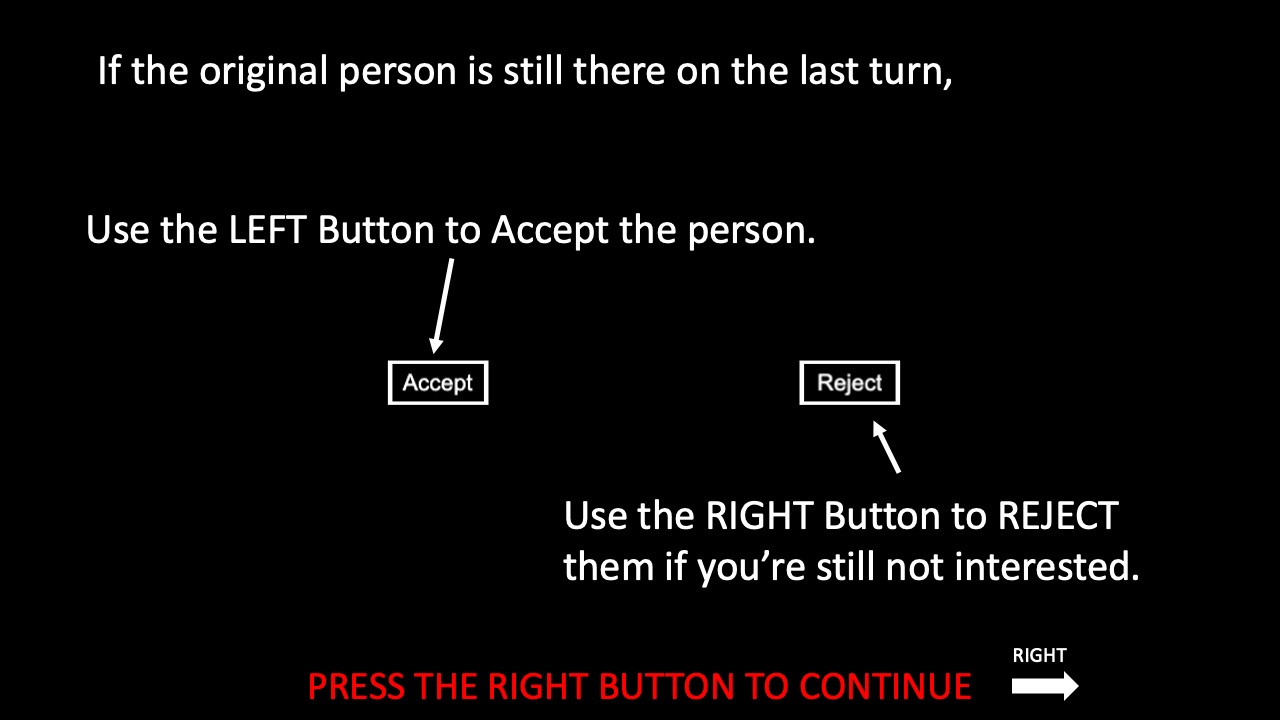 If the original person is still there on the last turn,
Use the LEFT Button to Accept the person.
Accept
Reject
Use the RIGHT Button to REJECT
them if you’re still not interested.
RIGHT
PRESS THE RIGHT BUTTON TO CONTINUE